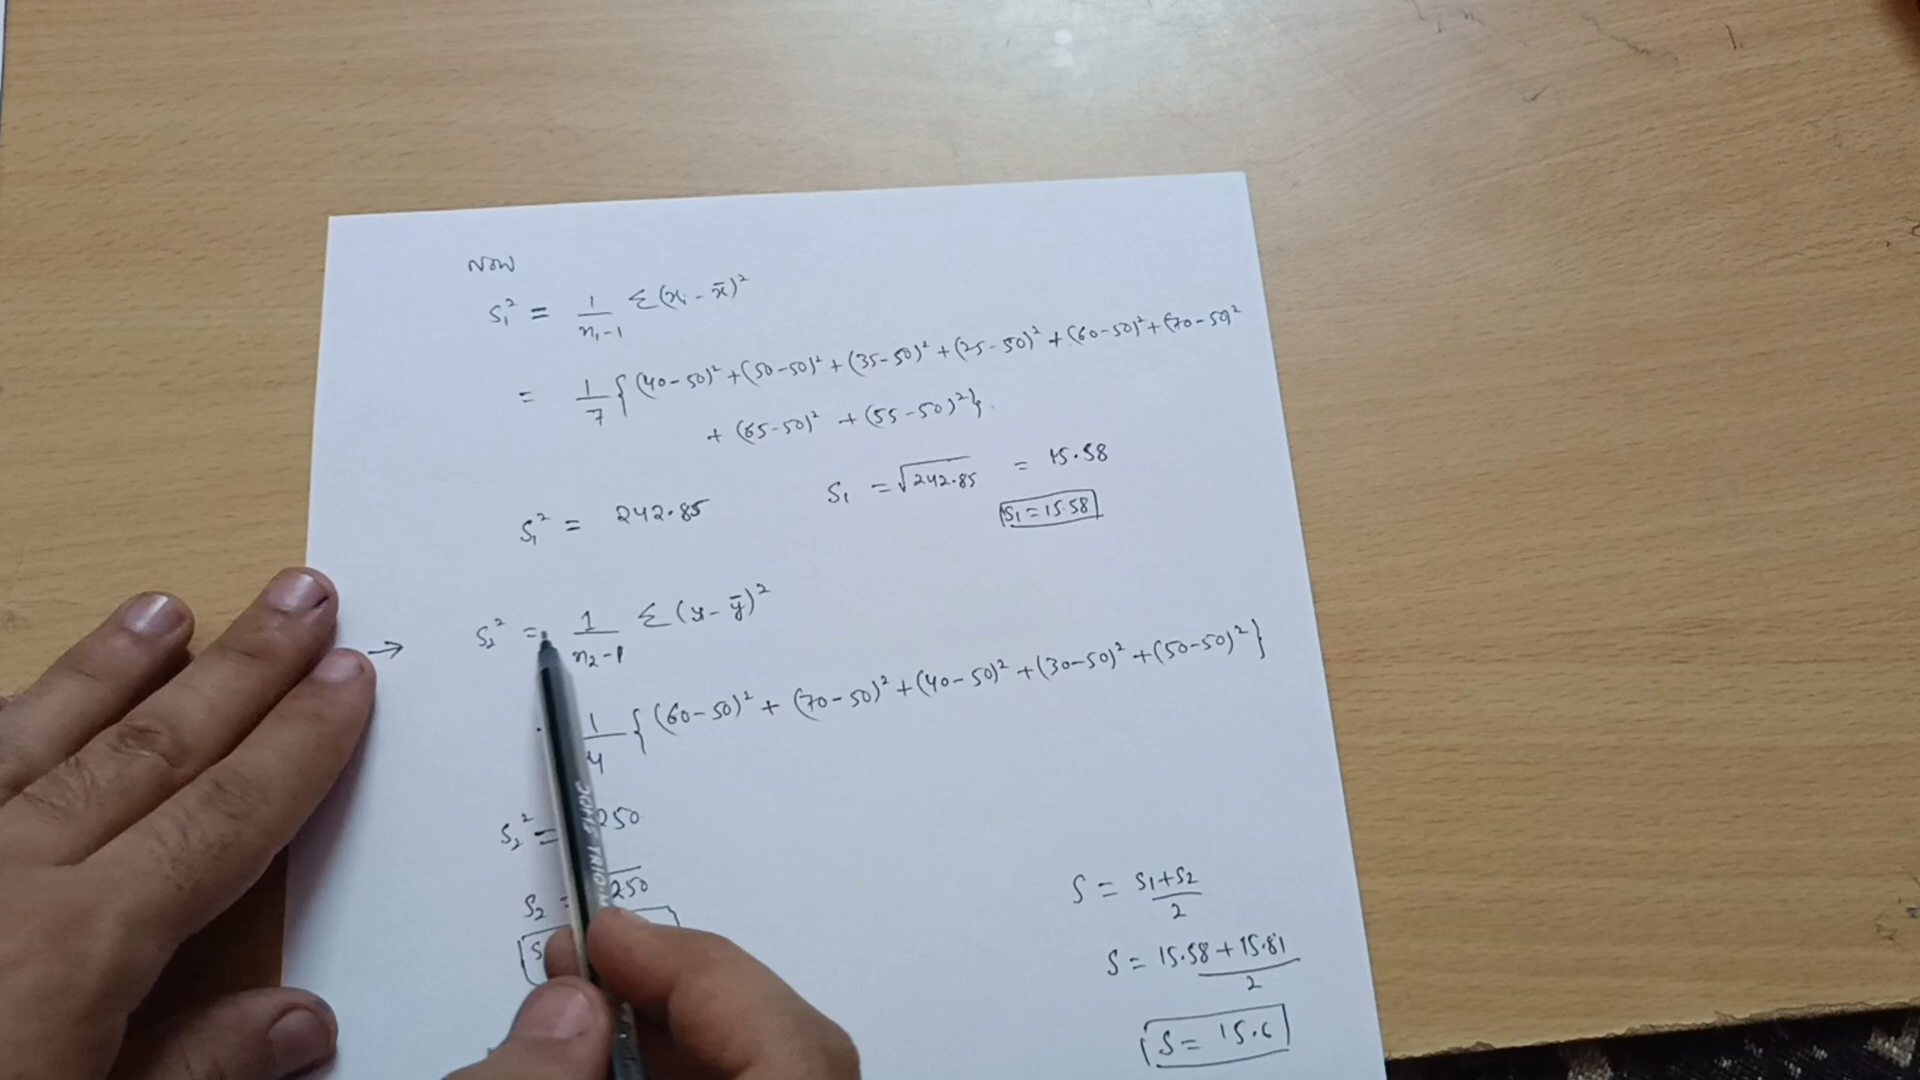 Now
S₁² = 1/(n₁-1) Σ(xᵢ - x̄)²
= 1/7 {(40-50)² + (50-50)² + (35-50)² + (25-50)² + (60-50)² + (70-50)²
+ (65-50)² + (55-50)²}.
S₁² = 242.85
S₁ = √242.85 = 15.58
S₁ = 15.58
→ S₂² = 1/(n₂-1) Σ(y - ȳ)²
1/4 {(60-50)² + (70-50)² + (40-50)² + (30-50)² + (50-50)²}
S₂² = 250
S₂ = 250
S
S = (S₁+S₂)/2
S = (15.58 + 15.81)/2
S = 15.6